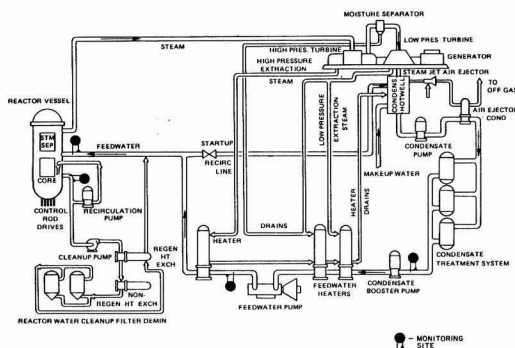 MOISTURE SEPARATOR
STEAM
HIGH PRES. TURBINE
LOW PRES TURBINE
HIGH PRESSURE
EXTRACTION
STEAM
GENERATOR
STEAM JET AIR EJECTOR
TO
OFF GAS
REACTOR VESSEL
STM
SEP
CORE
CONDENS
HOTWELL
AIR EJECTOR
COND
FEEDWATER
STARTUP
RECIRC
LINE
LOW PRESSURE
EXTRACTION
STEAM
CONDENSATE
PUMP
MAKEUP WATER
HEATER
DRAINS
CONTROL
ROD
DRIVES
RECIRCULATION
PUMP
DRAINS
CLEANUP PUMP
REGEN
HT
EXCH
HEATER
NON-
REGEN HT EXCH
REACTOR WATER CLEANUP FILTER DEMIN
FEEDWATER PUMP
FEEDWATER
HEATERS
CONDENSATE
BOOSTER PUMP
CONDENSATE
TREATMENT SYSTEM
- MONITORING
SITE